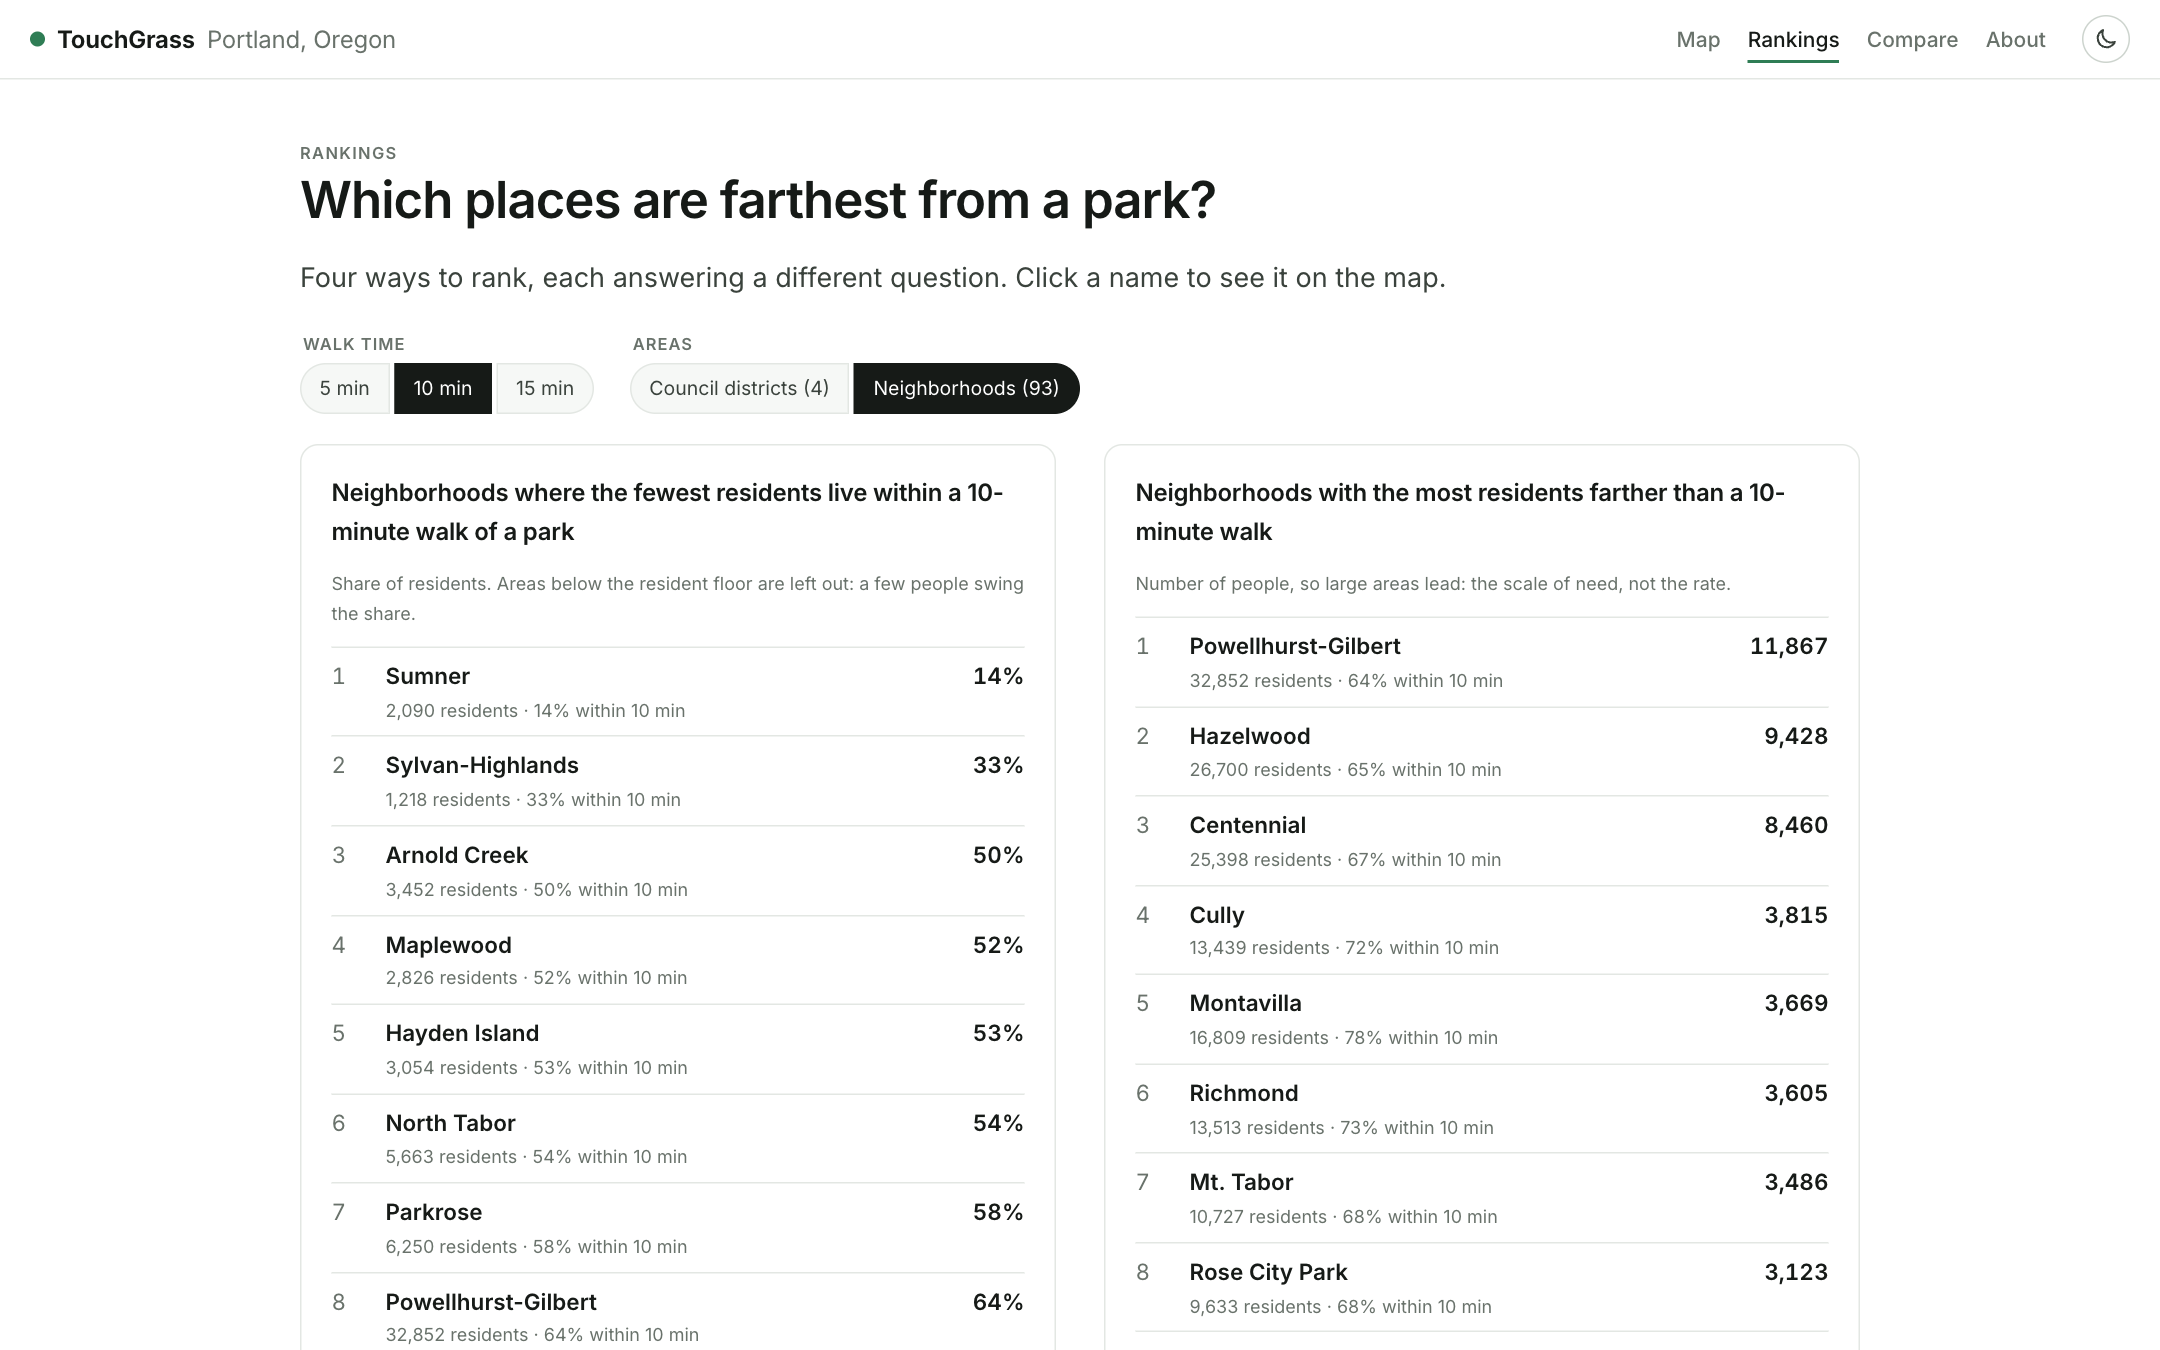 TouchGrass Portland, Oregon
Map Rankings Compare About
RANKINGS
Which places are farthest from a park?
Four ways to rank, each answering a different question. Click a name to see it on the map.
WALK TIME
5 min 10 min 15 min
AREAS
Council districts (4) Neighborhoods (93)
Neighborhoods where the fewest residents live within a 10-
minute walk of a park
Share of residents. Areas below the resident floor are left out: a few people swing
the share.
1 Sumner 14%
2,090 residents · 14% within 10 min
2 Sylvan-Highlands 33%
1,218 residents · 33% within 10 min
3 Arnold Creek 50%
3,452 residents · 50% within 10 min
4 Maplewood 52%
2,826 residents · 52% within 10 min
5 Hayden Island 53%
3,054 residents · 53% within 10 min
6 North Tabor 54%
5,663 residents · 54% within 10 min
7 Parkrose 58%
6,250 residents · 58% within 10 min
8 Powellhurst-Gilbert 64%
32,852 residents · 64% within 10 min
Neighborhoods with the most residents farther than a 10-
minute walk
Number of people, so large areas lead: the scale of need, not the rate.
1 Powellhurst-Gilbert 11,867
32,852 residents · 64% within 10 min
2 Hazelwood 9,428
26,700 residents · 65% within 10 min
3 Centennial 8,460
25,398 residents · 67% within 10 min
4 Cully 3,815
13,439 residents · 72% within 10 min
5 Montavilla 3,669
16,809 residents · 78% within 10 min
6 Richmond 3,605
13,513 residents · 73% within 10 min
7 Mt. Tabor 3,486
10,727 residents · 68% within 10 min
8 Rose City Park 3,123
9,633 residents · 68% within 10 min